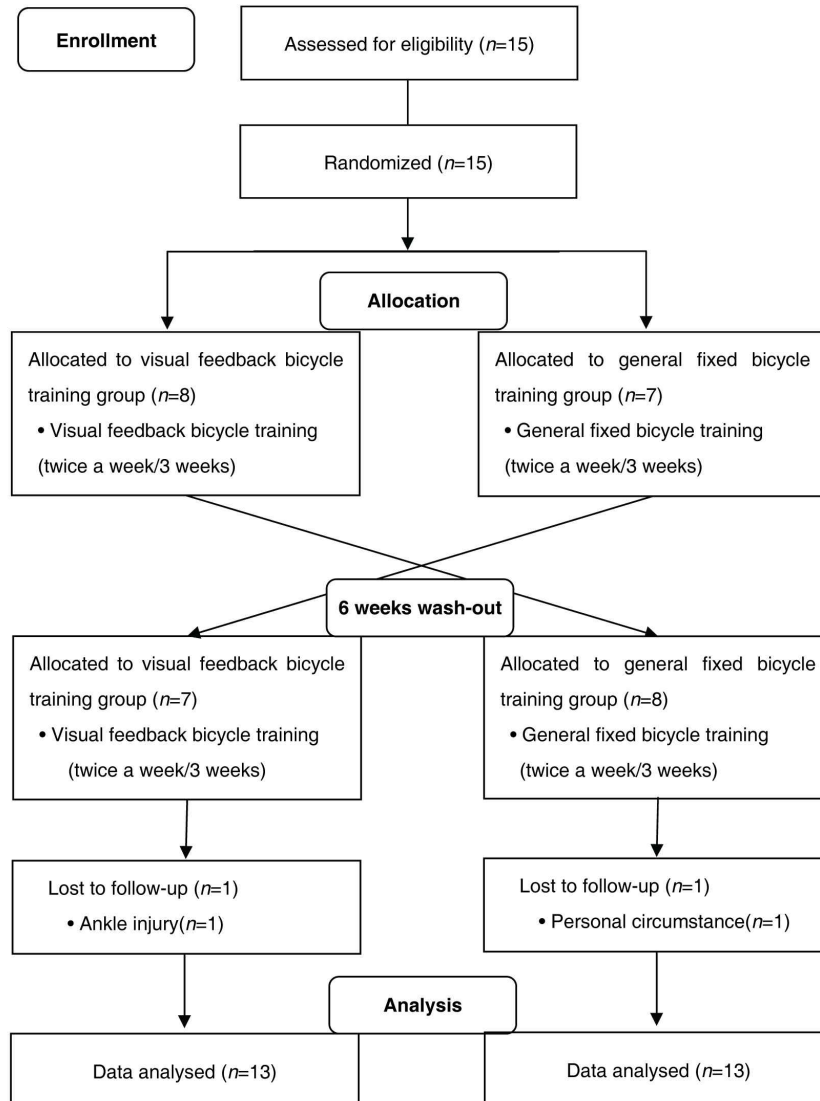 Enrollment
Assessed for eligibility (n=15)
Randomized (n=15)
Allocation
Allocated to visual feedback bicycle
training group (n=8)
• Visual feedback bicycle training
(twice a week/3 weeks)
Allocated to general fixed bicycle
training group (n=7)
• General fixed bicycle training
(twice a week/3 weeks)
6 weeks wash-out
Allocated to visual feedback bicycle
training group (n=7)
• Visual feedback bicycle training
(twice a week/3 weeks)
Allocated to general fixed bicycle
training group (n=8)
• General fixed bicycle training
(twice a week/3 weeks)
Lost to follow-up (n=1)
• Ankle injury(n=1)
Lost to follow-up (n=1)
• Personal circumstance(n=1)
Analysis
Data analysed (n=13)
Data analysed (n=13)